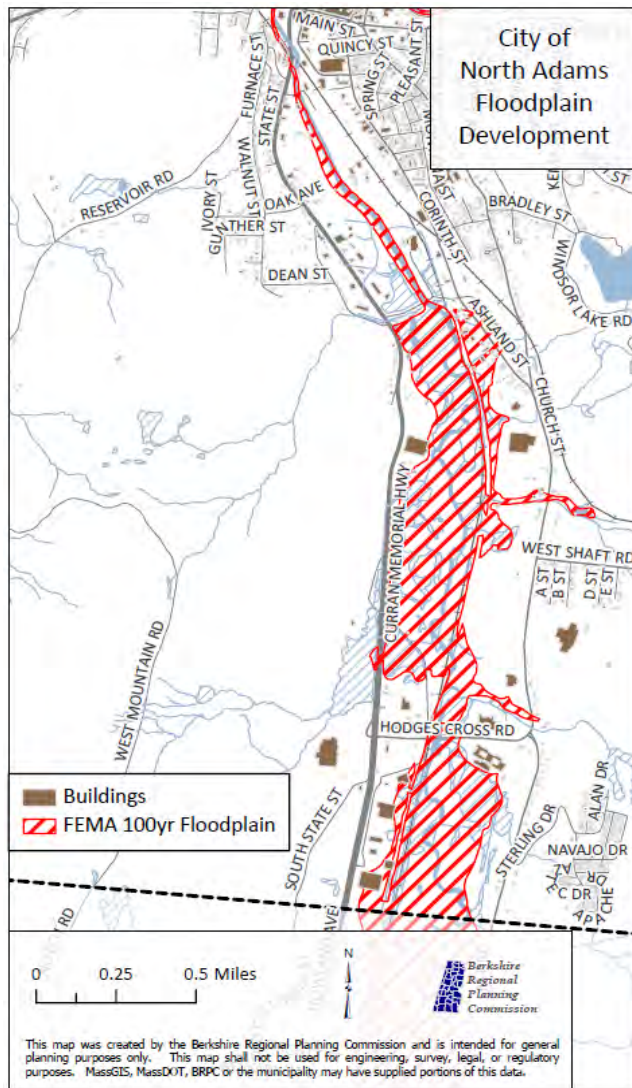 City of
North Adams
Floodplain
Development
MAIN ST
QUINCY ST
PLEASANT ST
SPRING ST
FURNACE ST
STATE ST
WALNUT ST
OAK AVE
IVORY ST
GUNTHER ST
DEAN ST
RESERVOIR RD
CORINTH ST
BRADLEY ST
WINDSOR LAKE RD
ASHLAND ST
CHURCH ST
CURRAN MEMORIAL HWY
WEST SHAFT RD
A ST
B ST
D ST
E ST
WEST MOUNTAIN RD
HODGES CROSS RD
SOUTH STATE ST
STERLING DR
ALAN DR
NAVAJO DR
C DR
Buildings
FEMA 100yr Floodplain
0 0.25 0.5 Miles
N
Berkshire
Regional
Planning
Commission
This map was created by the Berkshire Regional Planning Commission and is intended for general
planning purposes only. This map shall not be used for engineering, survey, legal, or regulatory
purposes. MassGIS, MassDOT, BRPC or the municipality may have supplied portions of this data.